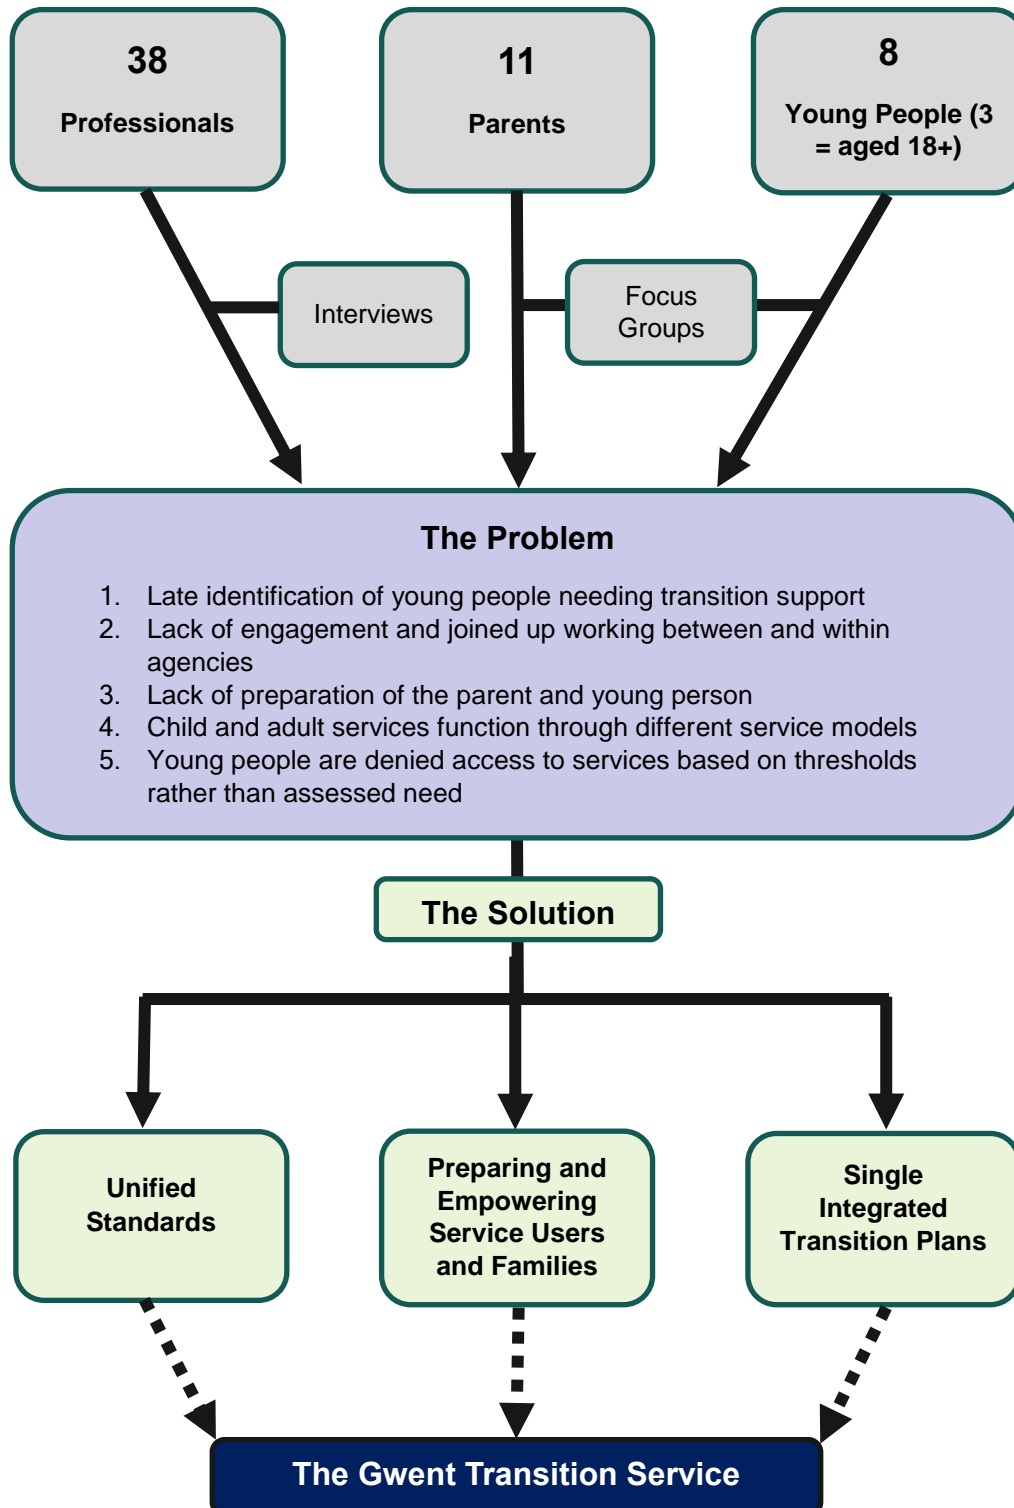 38
Professionals
11
Parents
8
Young People (3
= aged 18+)
Interviews
Focus
Groups
The Problem
1. Late identification of young people needing transition support
2. Lack of engagement and joined up working between and within
agencies
3. Lack of preparation of the parent and young person
4. Child and adult services function through different service models
5. Young people are denied access to services based on thresholds
rather than assessed need
The Solution
Unified
Standards
Preparing and
Empowering
Service Users
and Families
Single
Integrated
Transition Plans
The Gwent Transition Service